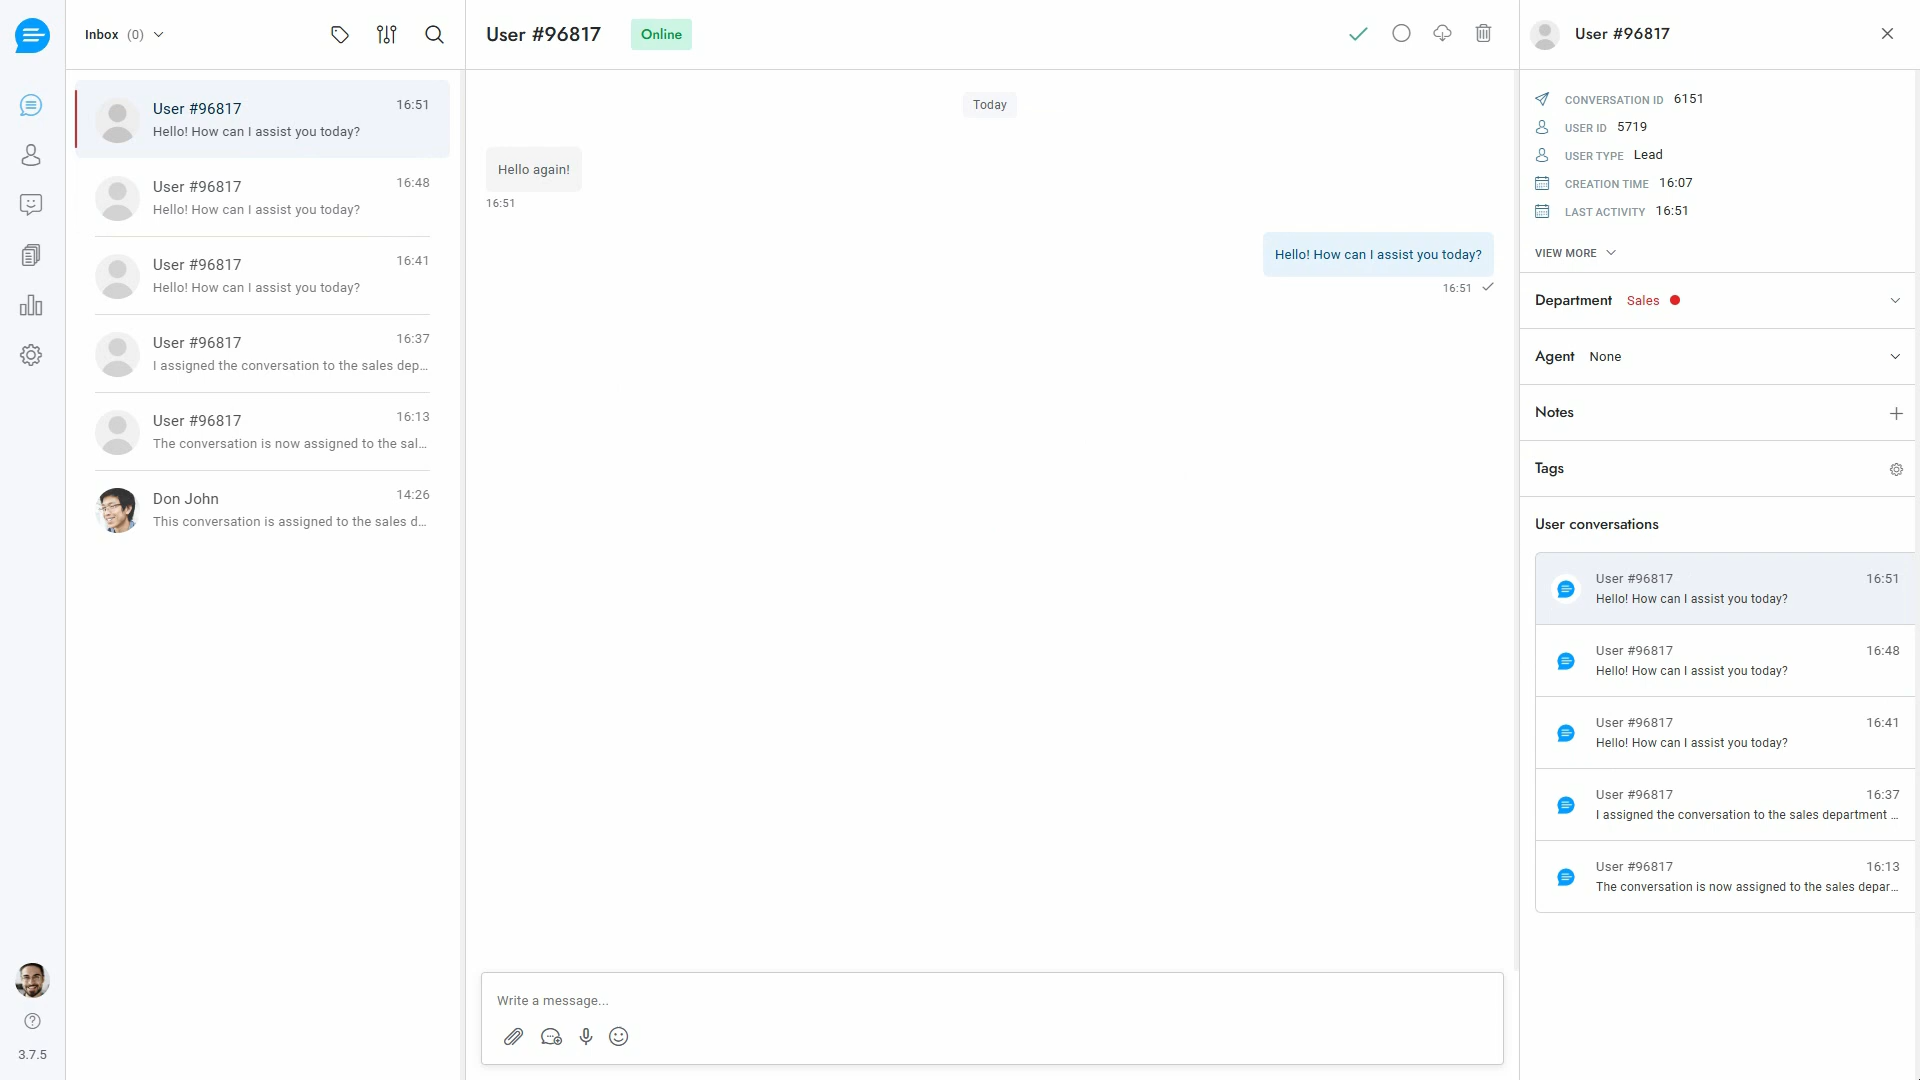 Inbox (0)
User #96817
16:51
Hello! How can I assist you today?
User #96817
16:48
Hello! How can I assist you today?
User #96817
16:41
Hello! How can I assist you today?
User #96817
16:37
I assigned the conversation to the sales dep...
User #96817
16:13
The conversation is now assigned to the sal...
Don John
14:26
This conversation is assigned to the sales d...
3.7.5
User #96817
Online
Today
Hello again!
16:51
Hello! How can I assist you today?
16:51
Write a message...
User #96817
CONVERSATION ID 6151
USER ID 5719
USER TYPE Lead
CREATION TIME 16:07
LAST ACTIVITY 16:51
VIEW MORE
Department Sales
Agent None
Notes
Tags
User conversations
User #96817
16:51
Hello! How can I assist you today?
User #96817
16:48
Hello! How can I assist you today?
User #96817
16:41
Hello! How can I assist you today?
User #96817
16:37
I assigned the conversation to the sales department ...
User #96817
16:13
The conversation is now assigned to the sales depar...